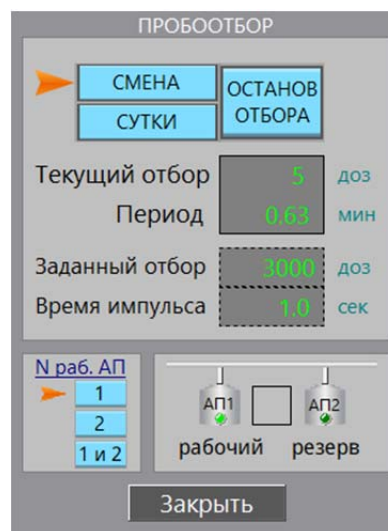 ПРОБООТБОР
СМЕНА
СУТКИ
ОСТАНОВ
ОТБОРА
Текущий отбор 5 доз
Период 0.63 мин
Заданный отбор 3000 доз
Время импульса 1.0 сек
N раб. АП
1
2
1 и 2
АП1 АП2
рабочий резерв
Закрыть